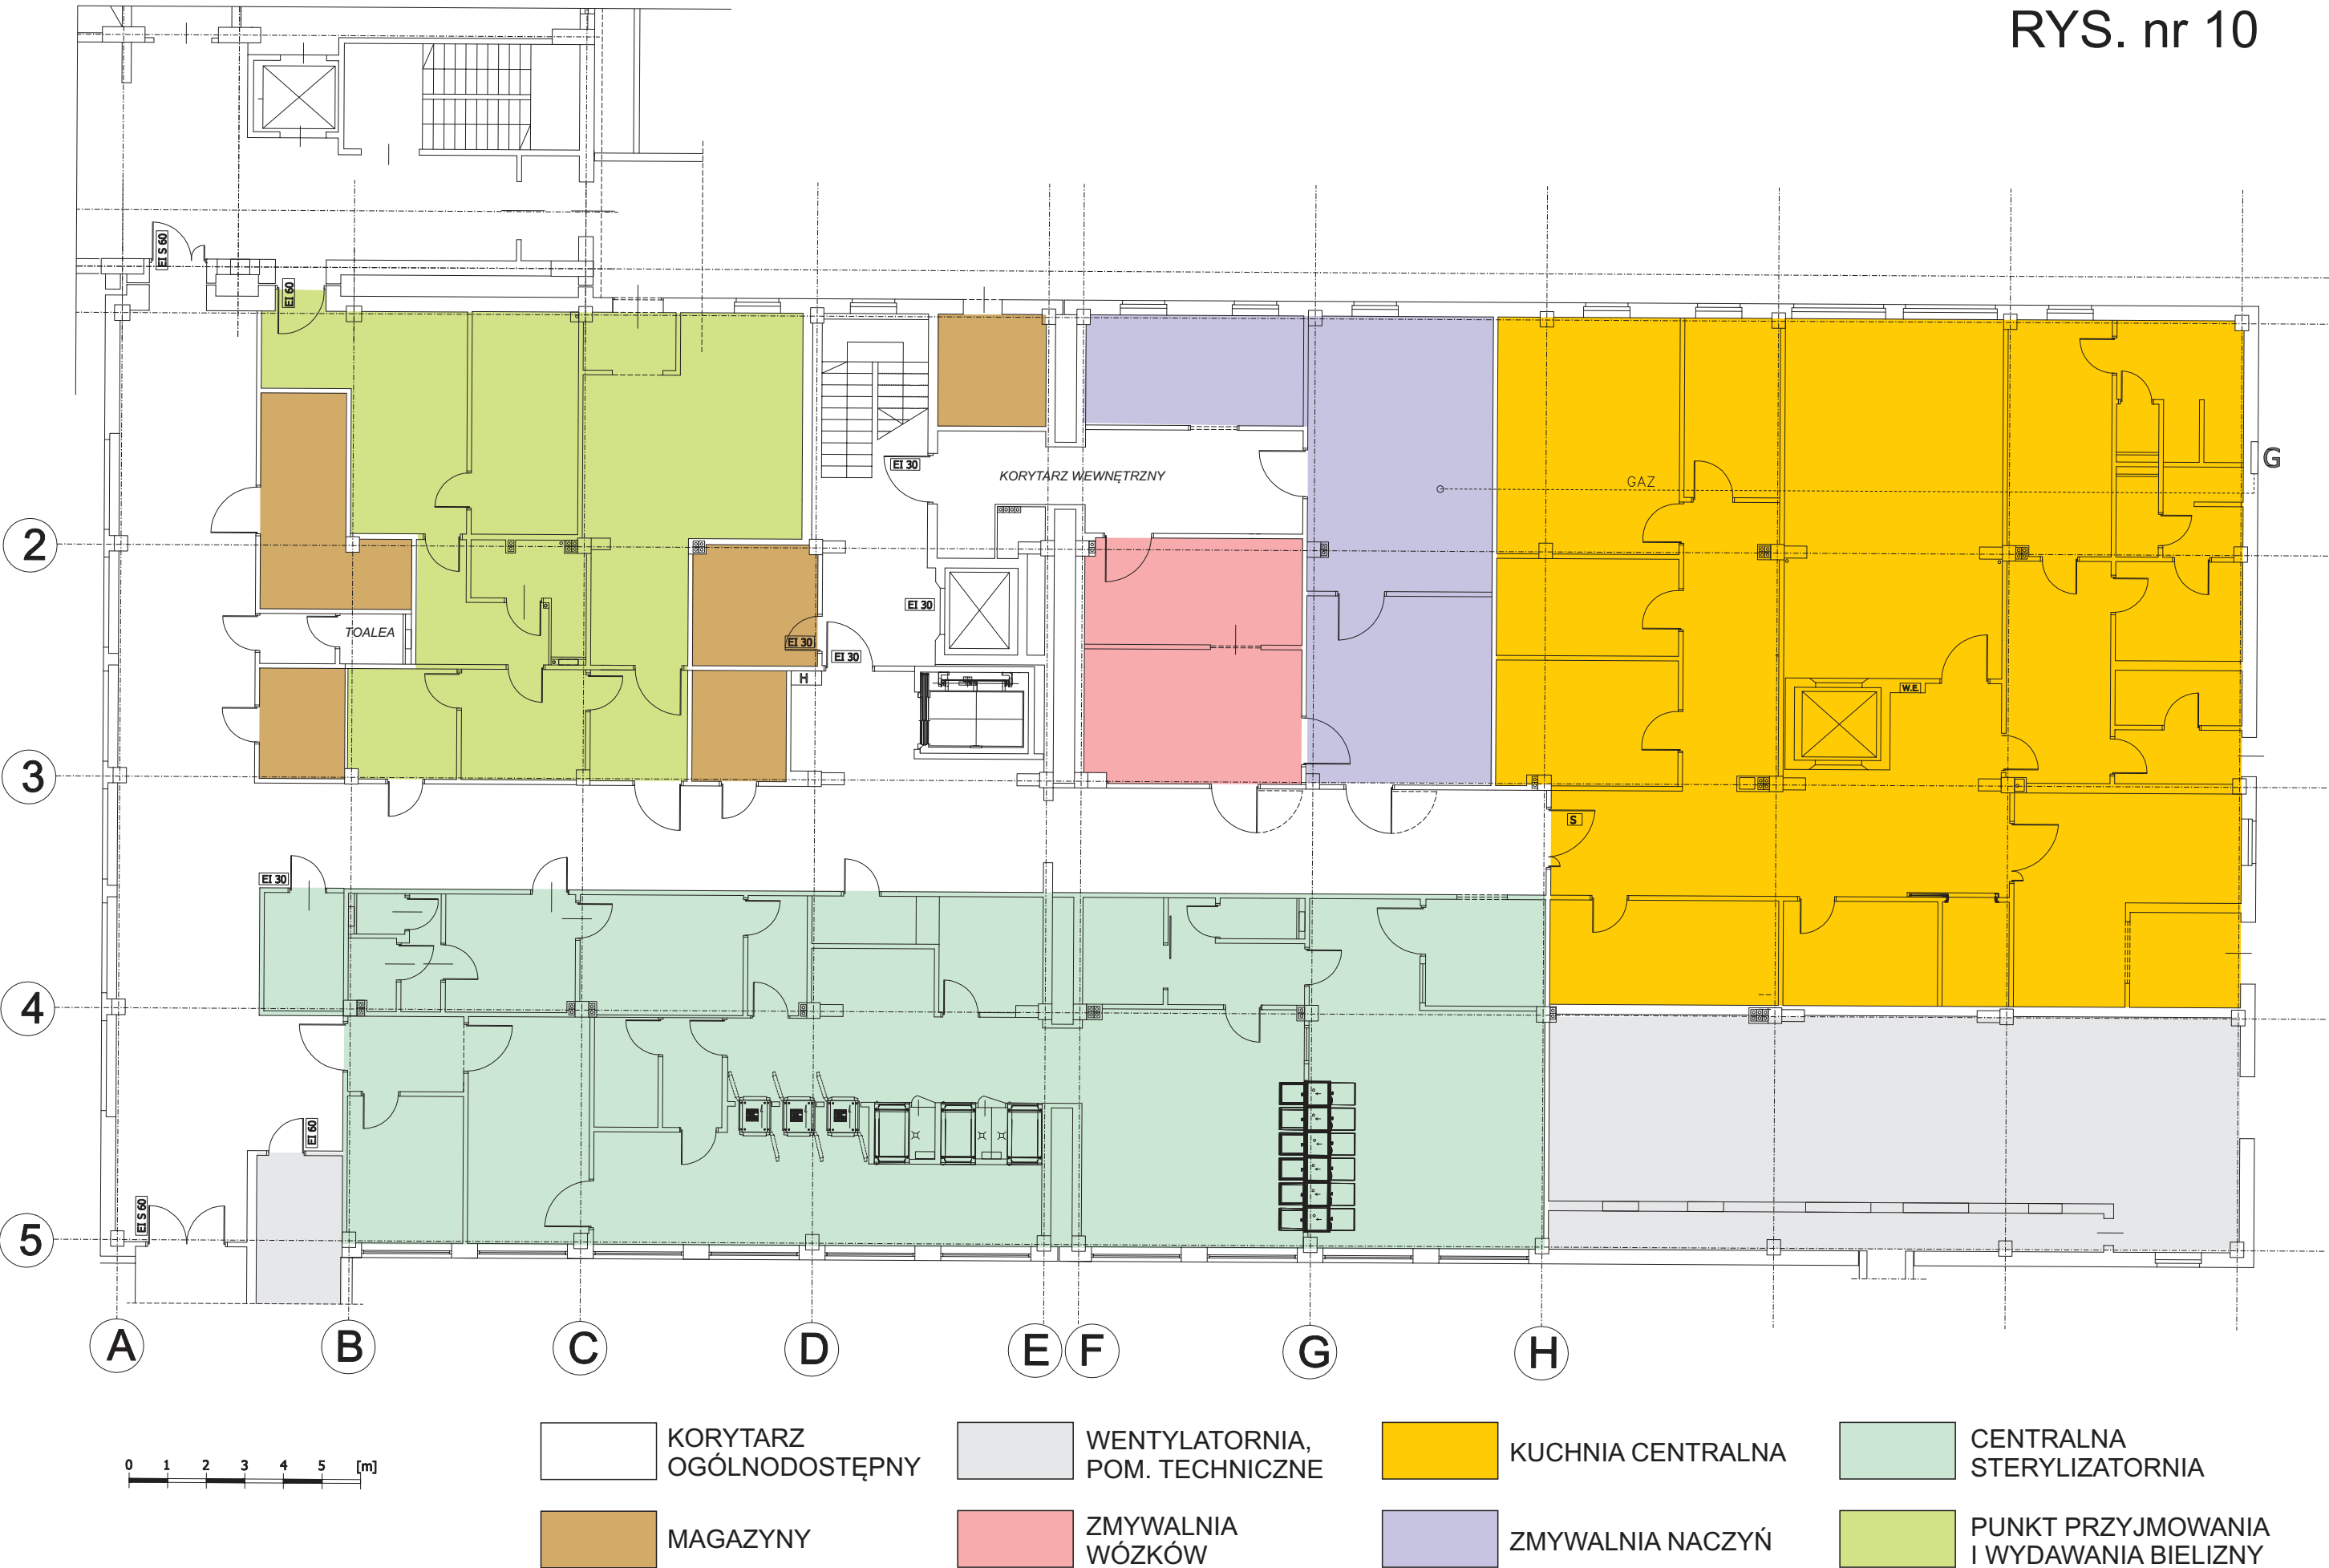 RYS. nr 10
EI S 60
EI 60
G
EI 30
KORYTARZ WEWNĘTRZNY
GAZ
2
EI 30
TOALEA
EI 30
EI 30
H
W.E.
3
S
EI 30
4
EI 60
EI S 60
5
A
B
C
D
E
F
G
H
0 1 2 3 4 5 [m]
KORYTARZ
OGÓLNODOSTĘPNY
WENTYLATORNIA,
POM. TECHNICZNE
KUCHNIA CENTRALNA
CENTRALNA
STERYLIZATORNIA
MAGAZYNY
ZMYWALNIA
WÓZKÓW
ZMYWALNIA NACZYŃ
PUNKT PRZYJMOWANIA
I WYDAWANIA BIELIZNY